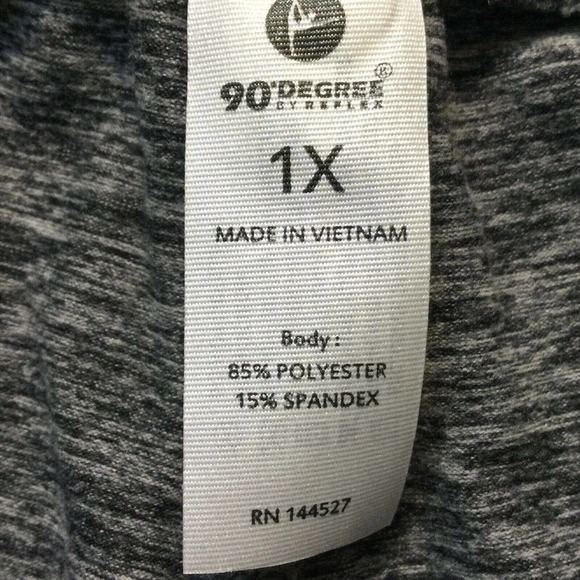 90°DEGREE®
BY REFLEX
1X
MADE IN VIETNAM
Body :
85% POLYESTER
15% SPANDEX
RN 144527